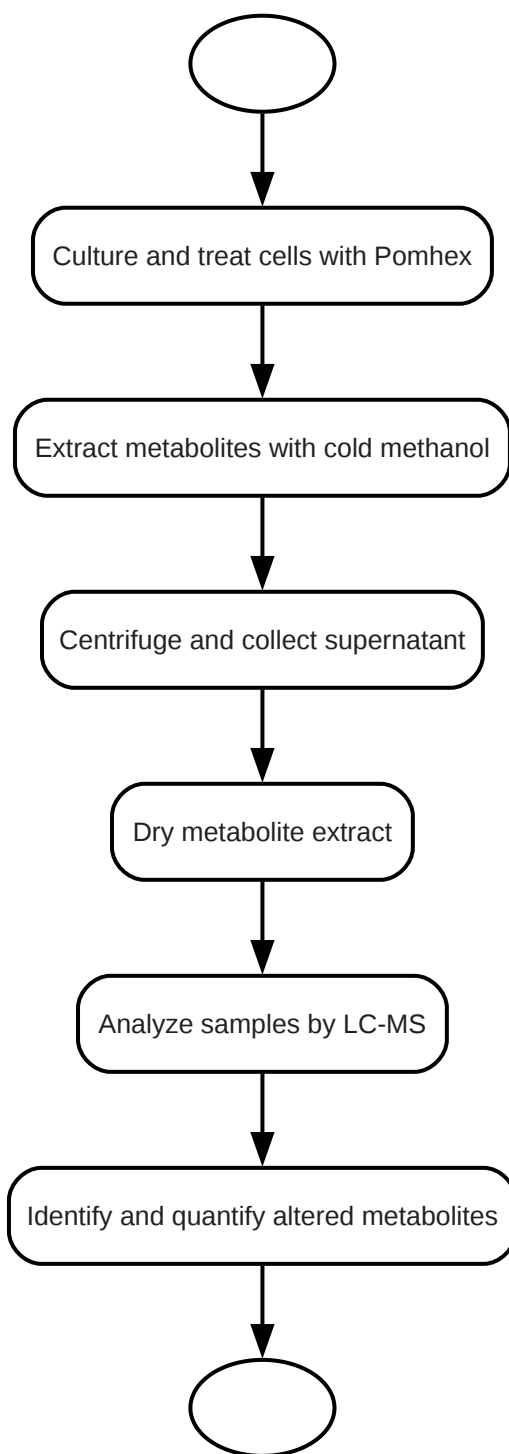 Culture and treat cells with Pomhex
Extract metabolites with cold methanol
Centrifuge and collect supernatant
Dry metabolite extract
Analyze samples by LC-MS
Identify and quantify altered metabolites